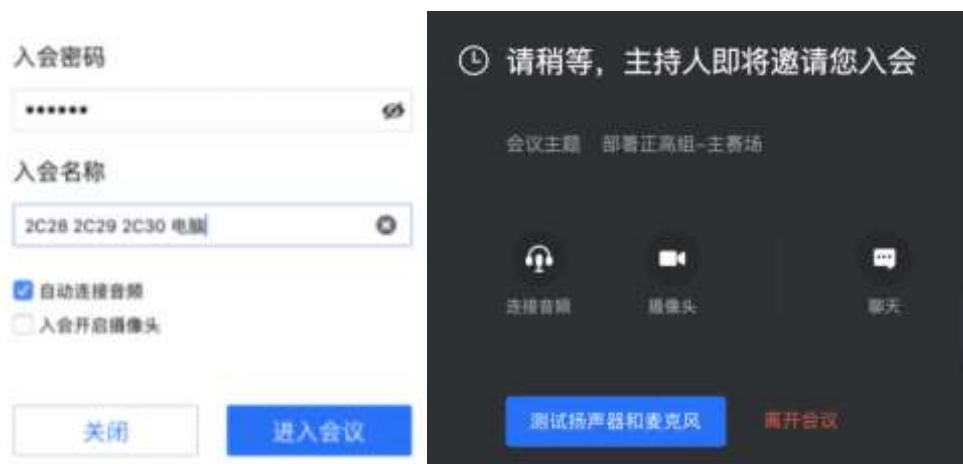 入会密码
••••••
入会名称
2C28 2C29 2C30 电脑
自动连接音频
入会开启摄像头
关闭
进入会议
请稍等，主持人即将邀请您入会
会议主题 部署正高组-主赛场
连接音频
摄像头
聊天
测试扬声器和麦克风
离开会议